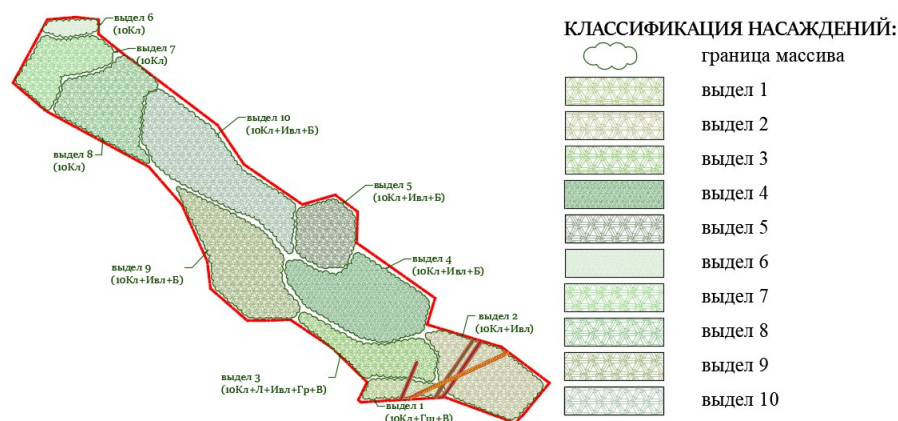 выдел 6
(10Кл)
выдел 7
(10Кл)
выдел 10
(10Кл+Ивл+Б)
выдел 8
(10Кл)
выдел 5
(10Кл+Ивл+Б)
выдел 4
(10Кл+Ивл+Б)
выдел 9
(10Кл+Ивл+Б)
выдел 2
(10Кл+Ивл)
выдел 3
(10Кл+Л+Ивл+Гр+В)
выдел 1
(10Кл+Гш+В)
КЛАССИФИКАЦИЯ НАСАЖДЕНИЙ:
граница массива
выдел 1
выдел 2
выдел 3
выдел 4
выдел 5
выдел 6
выдел 7
выдел 8
выдел 9
выдел 10